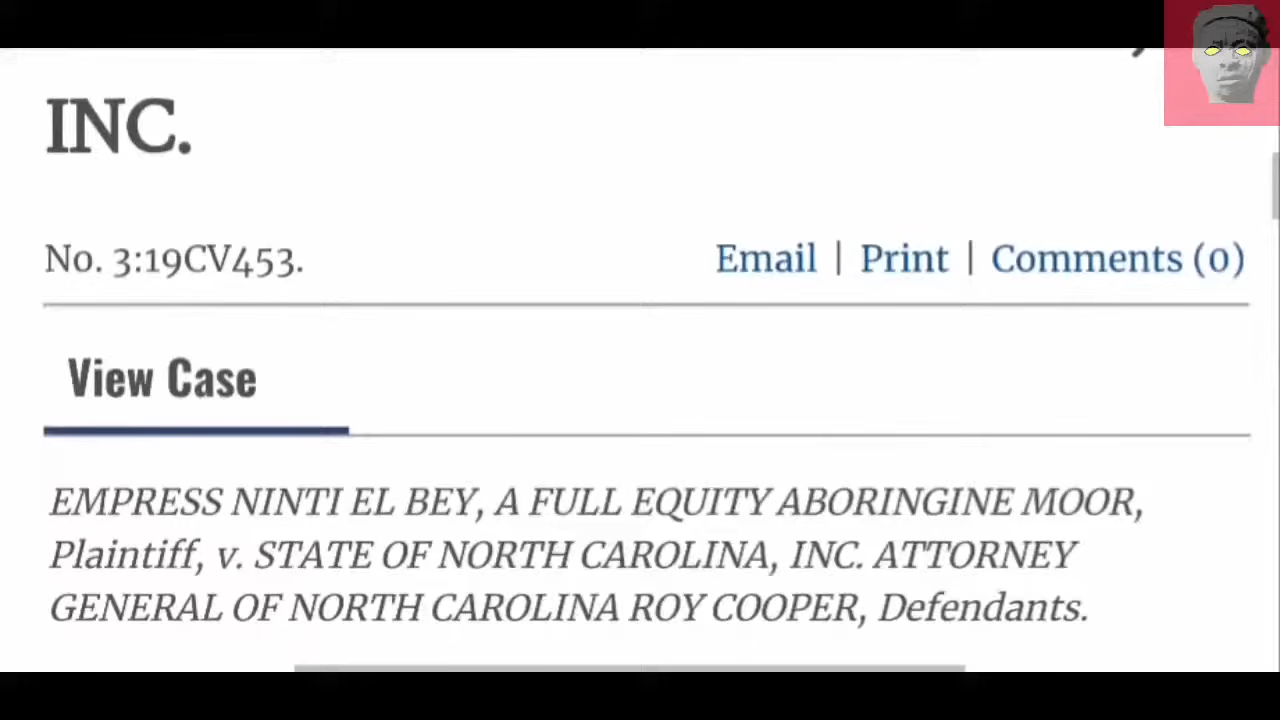 INC.
No. 3:19CV453.
Email | Print | Comments (0)
View Case
EMPRESS NINTI EL BEY, A FULL EQUITY ABORINGINE MOOR,
Plaintiff, v. STATE OF NORTH CAROLINA, INC. ATTORNEY
GENERAL OF NORTH CAROLINA ROY COOPER, Defendants.